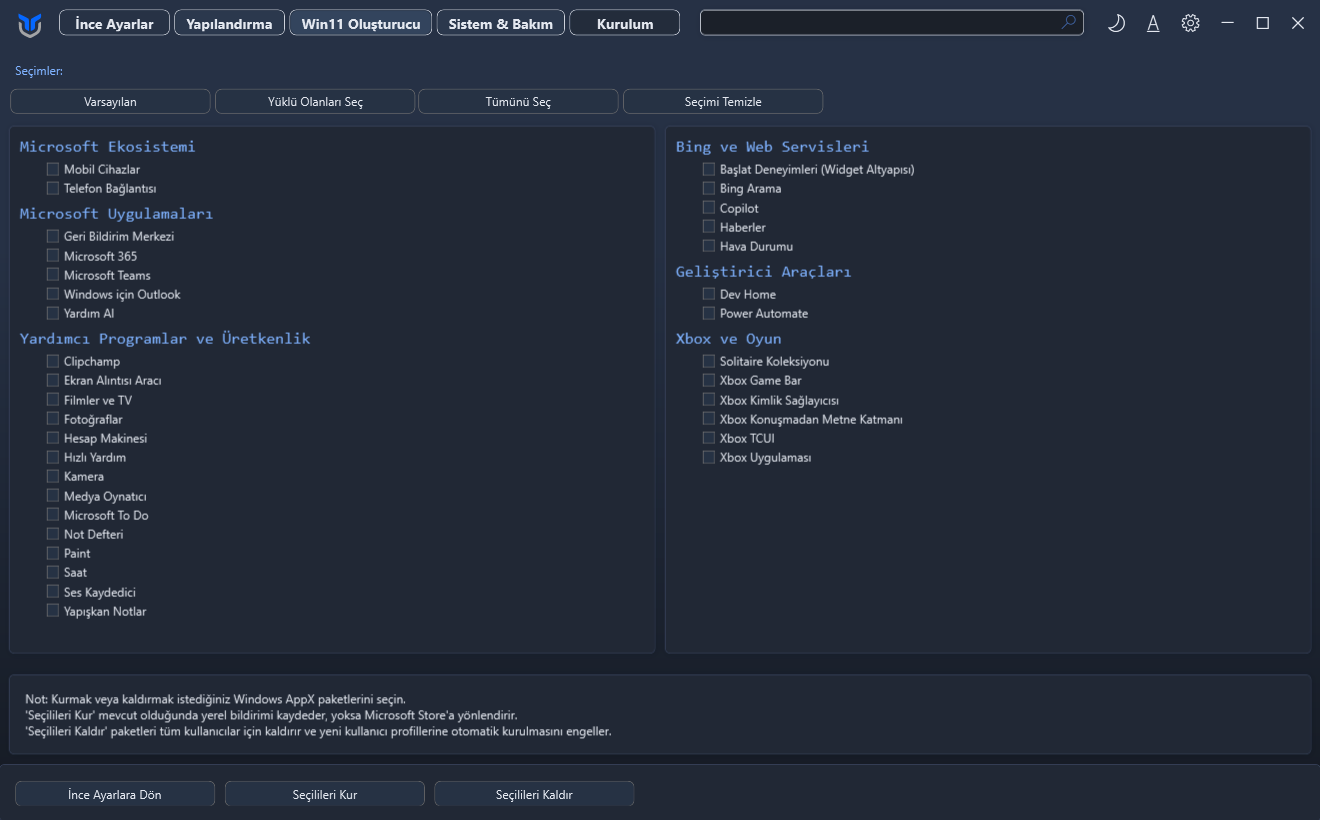 İnce Ayarlar
Yapılandırma
Win11 Oluşturucu
Sistem & Bakım
Kurulum
A
Seçimler:
Varsayılan
Yüklü Olanları Seç
Tümünü Seç
Seçimi Temizle
Microsoft Ekosistemi
Mobil Cihazlar
Telefon Bağlantısı
Microsoft Uygulamaları
Geri Bildirim Merkezi
Microsoft 365
Microsoft Teams
Windows için Outlook
Yardım AI
Yardımcı Programlar ve Üretkenlik
Clipchamp
Ekran Alıntısı Aracı
Filmler ve TV
Fotoğraflar
Hesap Makinesi
Hızlı Yardım
Kamera
Medya Oynatıcı
Microsoft To Do
Not Defteri
Paint
Saat
Ses Kaydedici
Yapışkan Notlar
Bing ve Web Servisleri
Başlat Deneyimleri (Widget Altyapısı)
Bing Arama
Copilot
Haberler
Hava Durumu
Geliştirici Araçları
Dev Home
Power Automate
Xbox ve Oyun
Solitaire Koleksiyonu
Xbox Game Bar
Xbox Kimlik Sağlayıcısı
Xbox Konuşmadan Metne Katmanı
Xbox TCUI
Xbox Uygulaması
Not: Kurmak veya kaldırmak istediğiniz Windows AppX paketlerini seçin.
'Seçilileri Kur' mevcut olduğunda yerel bildirimi kaydeder, yoksa Microsoft Store'a yönlendirir.
'Seçilileri Kaldır' paketleri tüm kullanıcılar için kaldırır ve yeni kullanıcı profillerine otomatik kurulmasını engeller.
İnce Ayarlara Dön
Seçilileri Kur
Seçilileri Kaldır